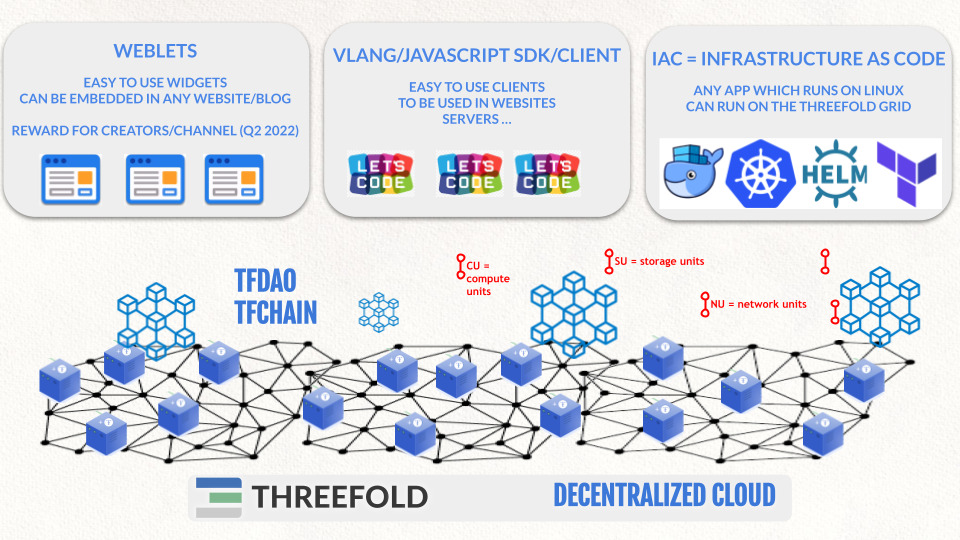 WEBLETS
EASY TO USE WIDGETS
CAN BE EMBEDDED IN ANY WEBSITE/BLOG
REWARD FOR CREATORS/CHANNEL (Q2 2022)
VLANG/JAVASCRIPT SDK/CLIENT
EASY TO USE CLIENTS
TO BE USED IN WEBSITES
SERVERS ...
LET'S CODE
LET'S CODE
LET'S CODE
IAC = INFRASTRUCTURE AS CODE
ANY APP WHICH RUNS ON LINUX
CAN RUN ON THE THREEFOLD GRID
HELM
TFDAO
TFCHAIN
CU =
compute
units
SU = storage units
NU = network units
THREEFOLD
DECENTRALIZED CLOUD